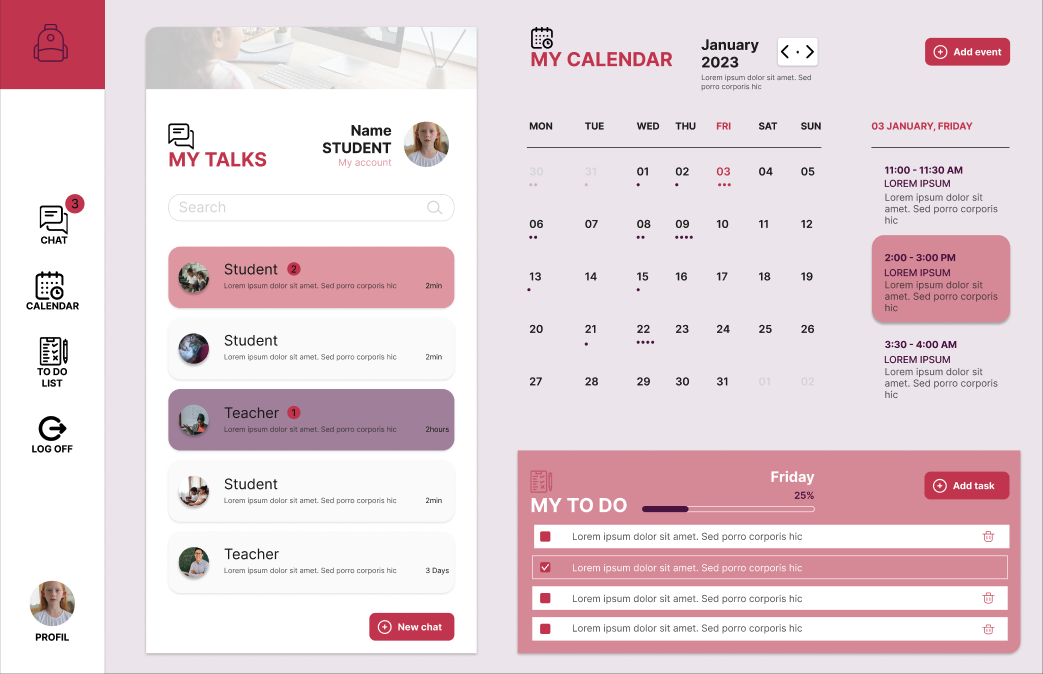 3
CHAT
CALENDAR
TO DO
LIST
LOG OFF
PROFIL
Name
STUDENT
My account
MY TALKS
Search
Student 2
Lorem ipsum dolor sit amet. Sed porro corporis hic 2min
Student
Lorem ipsum dolor sit amet. Sed porro corporis hic 2min
Teacher 1
Lorem ipsum dolor sit amet. Sed porro corporis hic 2hours
Student
Lorem ipsum dolor sit amet. Sed porro corporis hic 2min
Teacher
Lorem ipsum dolor sit amet. Sed porro corporis hic 3 Days
New chat
MY CALENDAR
January
2023
Lorem ipsum dolor sit amet. Sed
porro corporis hic
Add event
MON TUE WED THU FRI SAT SUN
30 31 01 02 03 04 05
06 07 08 09 10 11 12
13 14 15 16 17 18 19
20 21 22 23 24 25 26
27 28 29 30 31 01 02
03 JANUARY, FRIDAY
11:00 - 11:30 AM
LOREM IPSUM
Lorem ipsum dolor sit
amet. Sed porro corporis
hic
2:00 - 3:00 PM
LOREM IPSUM
Lorem ipsum dolor sit
amet. Sed porro corporis
hic
3:30 - 4:00 AM
LOREM IPSUM
Lorem ipsum dolor sit
amet. Sed porro corporis
hic
MY TO DO
Friday
25%
Add task
Lorem ipsum dolor sit amet. Sed porro corporis hic
Lorem ipsum dolor sit amet. Sed porro corporis hic
Lorem ipsum dolor sit amet. Sed porro corporis hic
Lorem ipsum dolor sit amet. Sed porro corporis hic